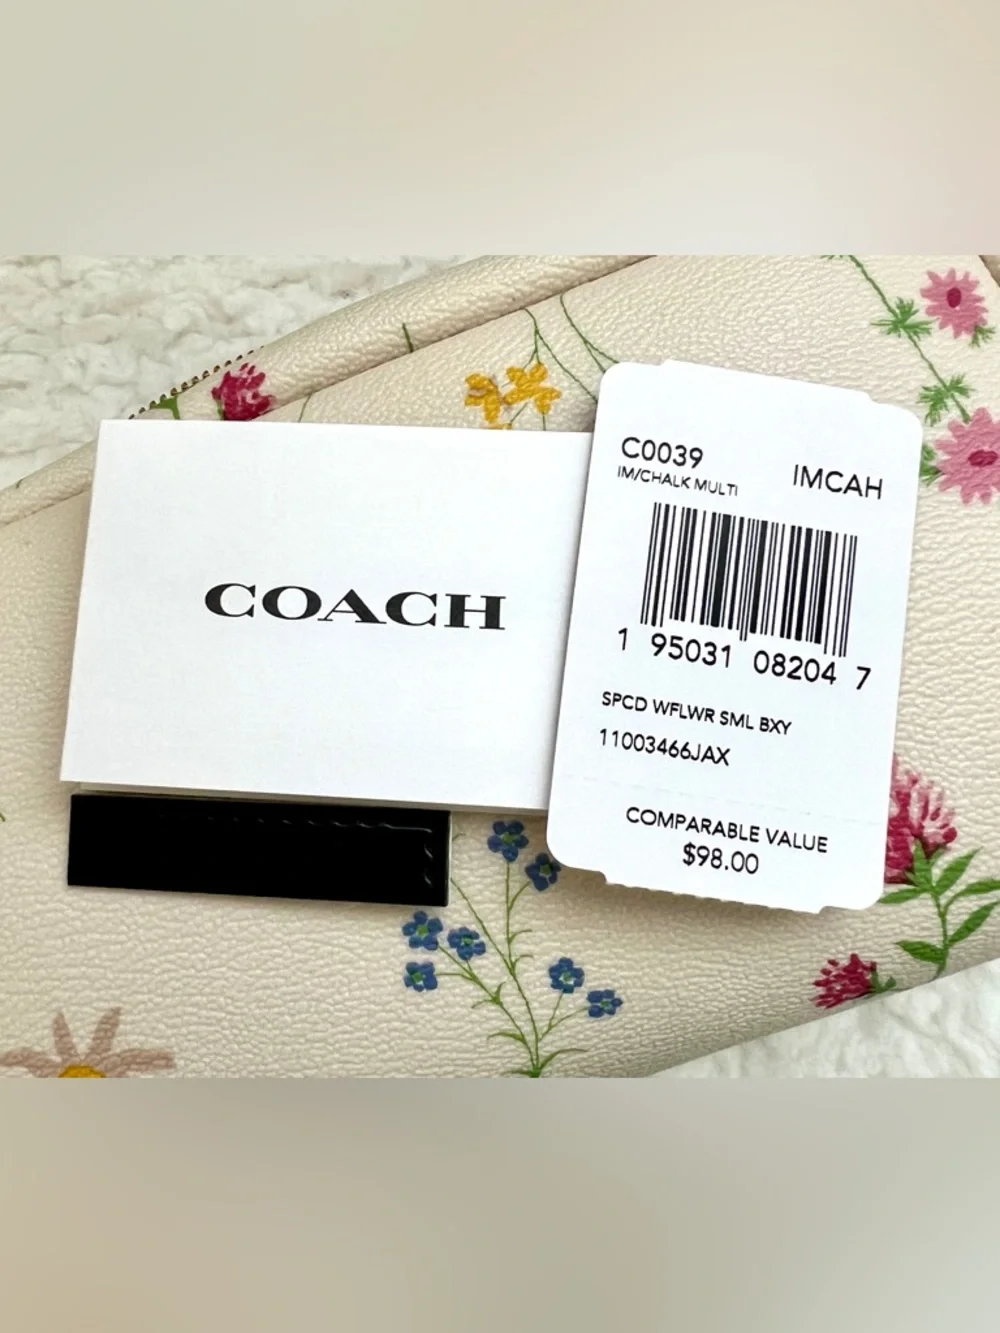 COACH
C0039
IM/CHALK MULTI
IMCAH
1 95031 08204 7
SPCD WFLWR SML BXY
11003466JAX
COMPARABLE VALUE
$98.00